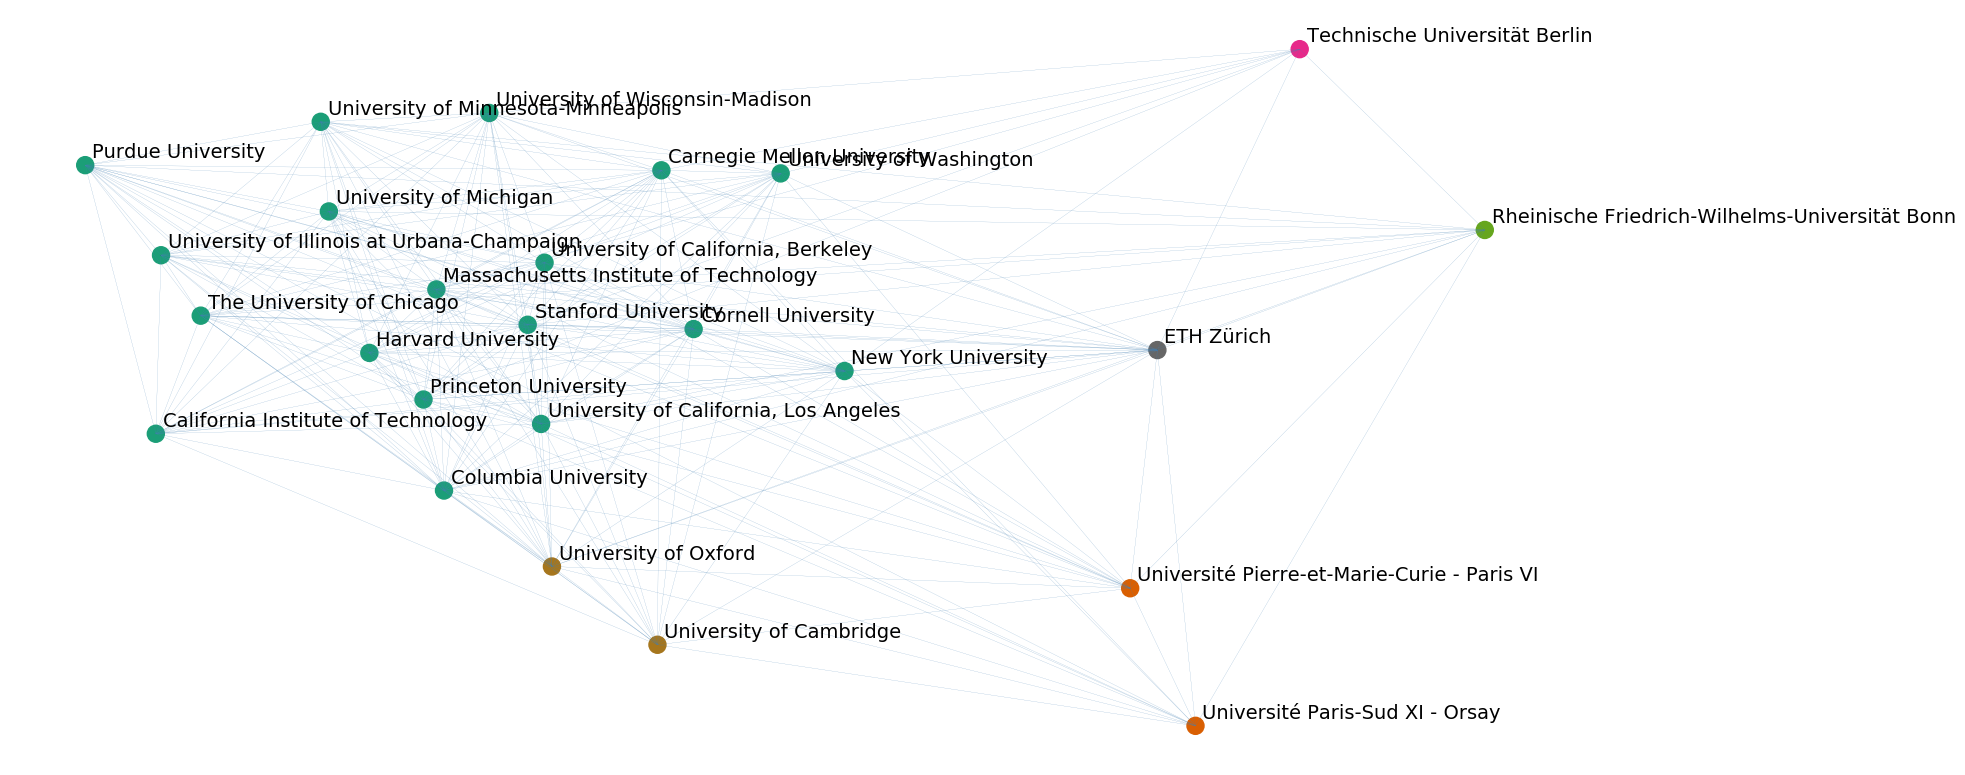 Technische Universität Berlin
University of Wisconsin-Madison
University of Minnesota-Minneapolis
Purdue University
Carnegie Mellon University
University of Washington
University of Michigan
Rheinische Friedrich-Wilhelms-Universität Bonn
University of Illinois at Urbana-Champaign
University of California, Berkeley
Massachusetts Institute of Technology
The University of Chicago
Stanford University
Cornell University
ETH Zürich
Harvard University
New York University
Princeton University
University of California, Los Angeles
California Institute of Technology
Columbia University
University of Oxford
Université Pierre-et-Marie-Curie - Paris VI
University of Cambridge
Université Paris-Sud XI - Orsay